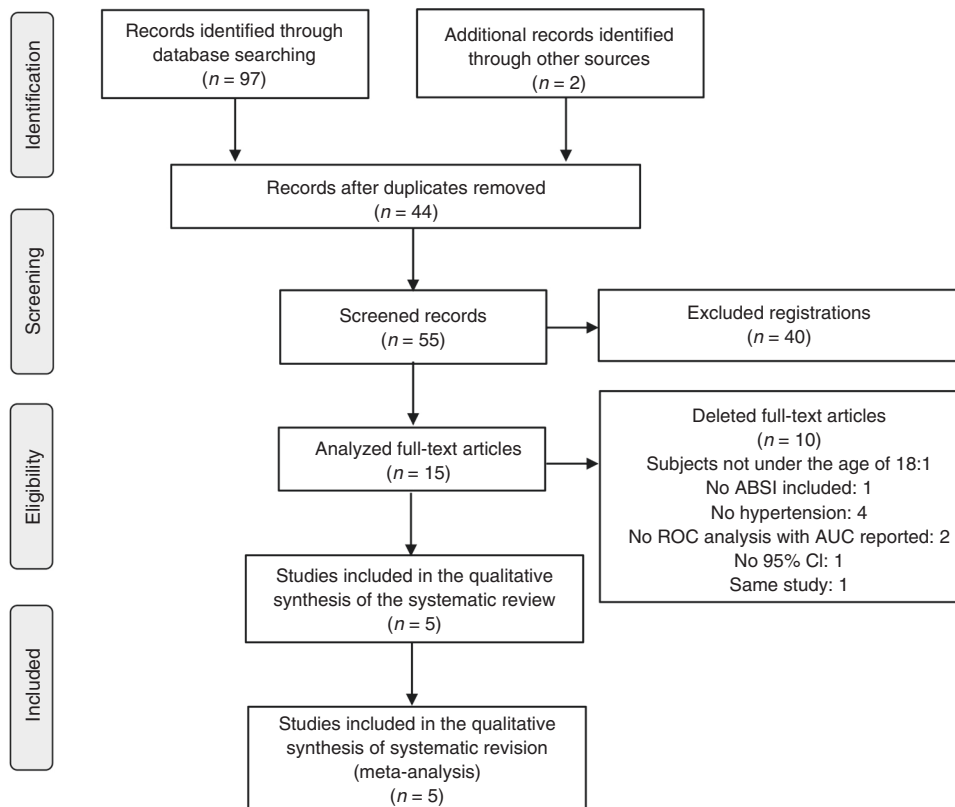 Identification
Records identified through
database searching
(n = 97)
Additional records identified
through other sources
(n = 2)
Records after duplicates removed
(n = 44)
Screening
Screened records
(n = 55)
Excluded registrations
(n = 40)
Eligibility
Analyzed full-text articles
(n = 15)
Deleted full-text articles
(n = 10)
Subjects not under the age of 18:1
No ABSI included: 1
No hypertension: 4
No ROC analysis with AUC reported: 2
No 95% CI: 1
Same study: 1
Studies included in the qualitative
synthesis of the systematic review
(n = 5)
Included
Studies included in the qualitative
synthesis of systematic revision
(meta-analysis)
(n = 5)